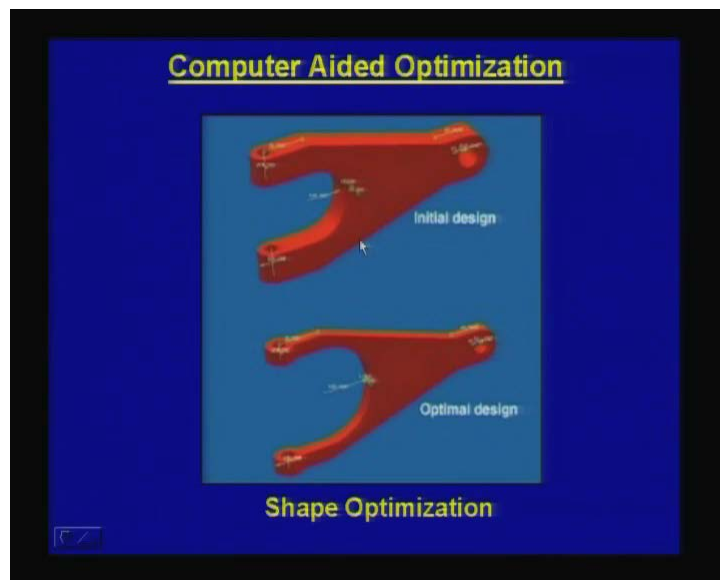 Computer Aided Optimization
Initial design
Optimal design
Shape Optimization